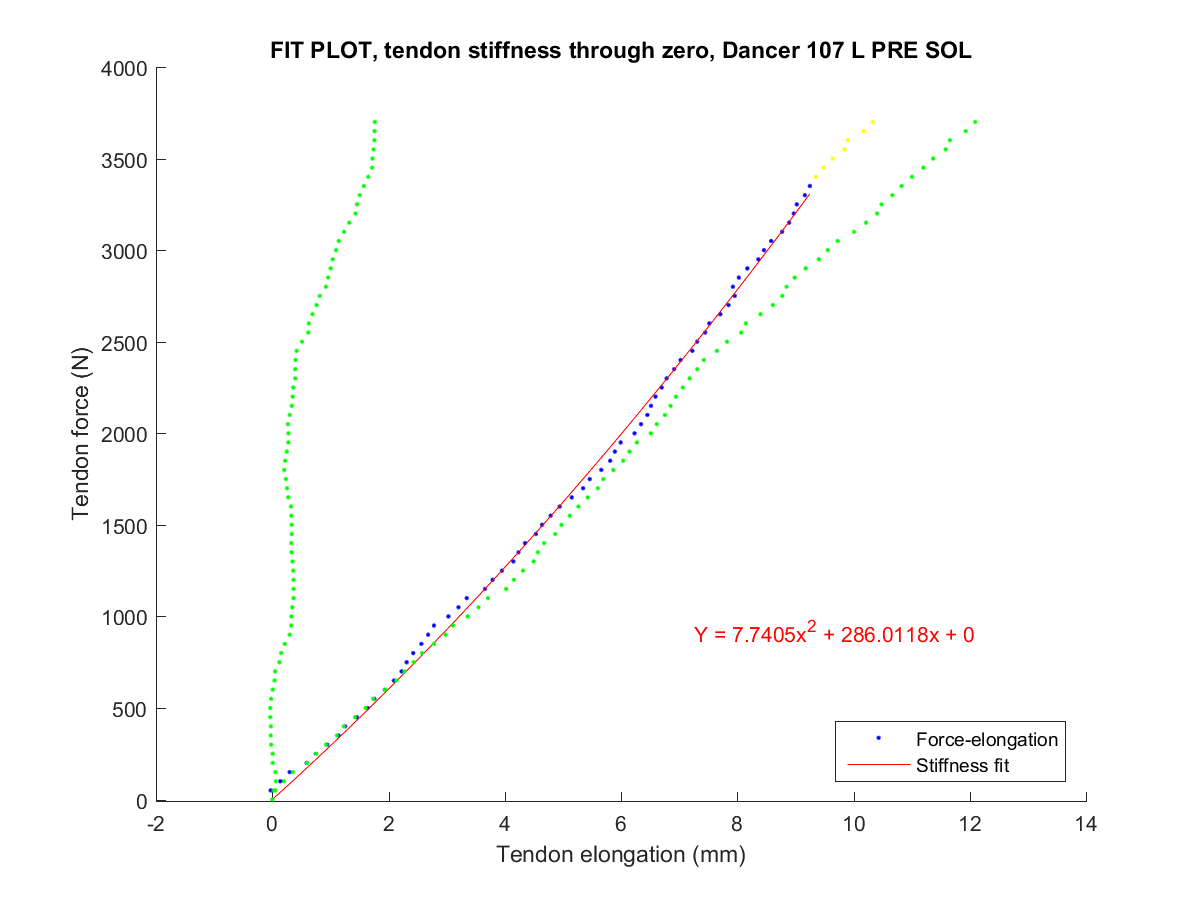 FIT PLOT, tendon stiffness through zero, Dancer 107 L PRE SOL
4000
3500
3000
2500
2000
1500
1000
500
0
Tendon force (N)
Y = 7.7405x² + 286.0118x + 0
Force-elongation
Stiffness fit
-2 0 2 4 6 8 10 12 14
Tendon elongation (mm)